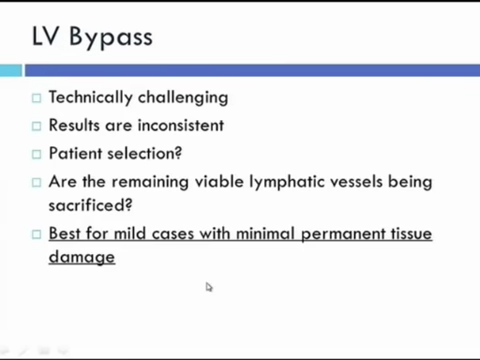 LV Bypass
Technically challenging
Results are inconsistent
Patient selection?
Are the remaining viable lymphatic vessels being
sacrificed?
Best for mild cases with minimal permanent tissue
damage